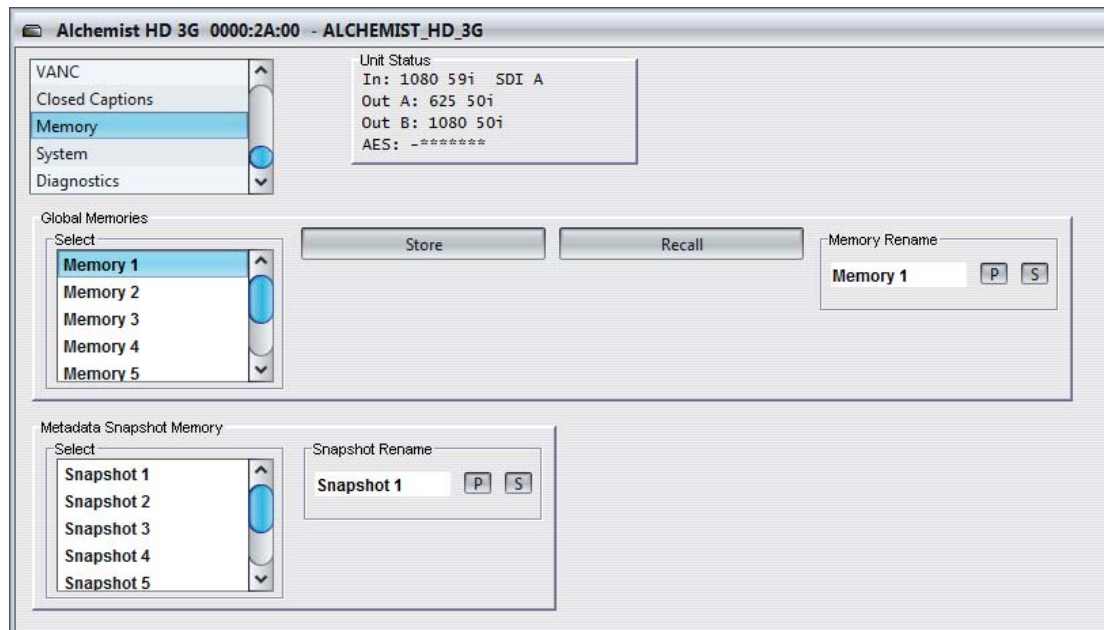 Alchemist HD 3G 0000:2A:00 - ALCHEMIST_HD_3G
VANC
Closed Captions
Memory
System
Diagnostics
Unit Status
In: 1080 59i SDI A
Out A: 625 50i
Out B: 1080 50i
AES: -*******
Global Memories
Select
Memory 1
Memory 2
Memory 3
Memory 4
Memory 5
Store
Recall
Memory Rename
Memory 1 P S
Metadata Snapshot Memory
Select
Snapshot 1
Snapshot 2
Snapshot 3
Snapshot 4
Snapshot 5
Snapshot Rename
Snapshot 1 P S